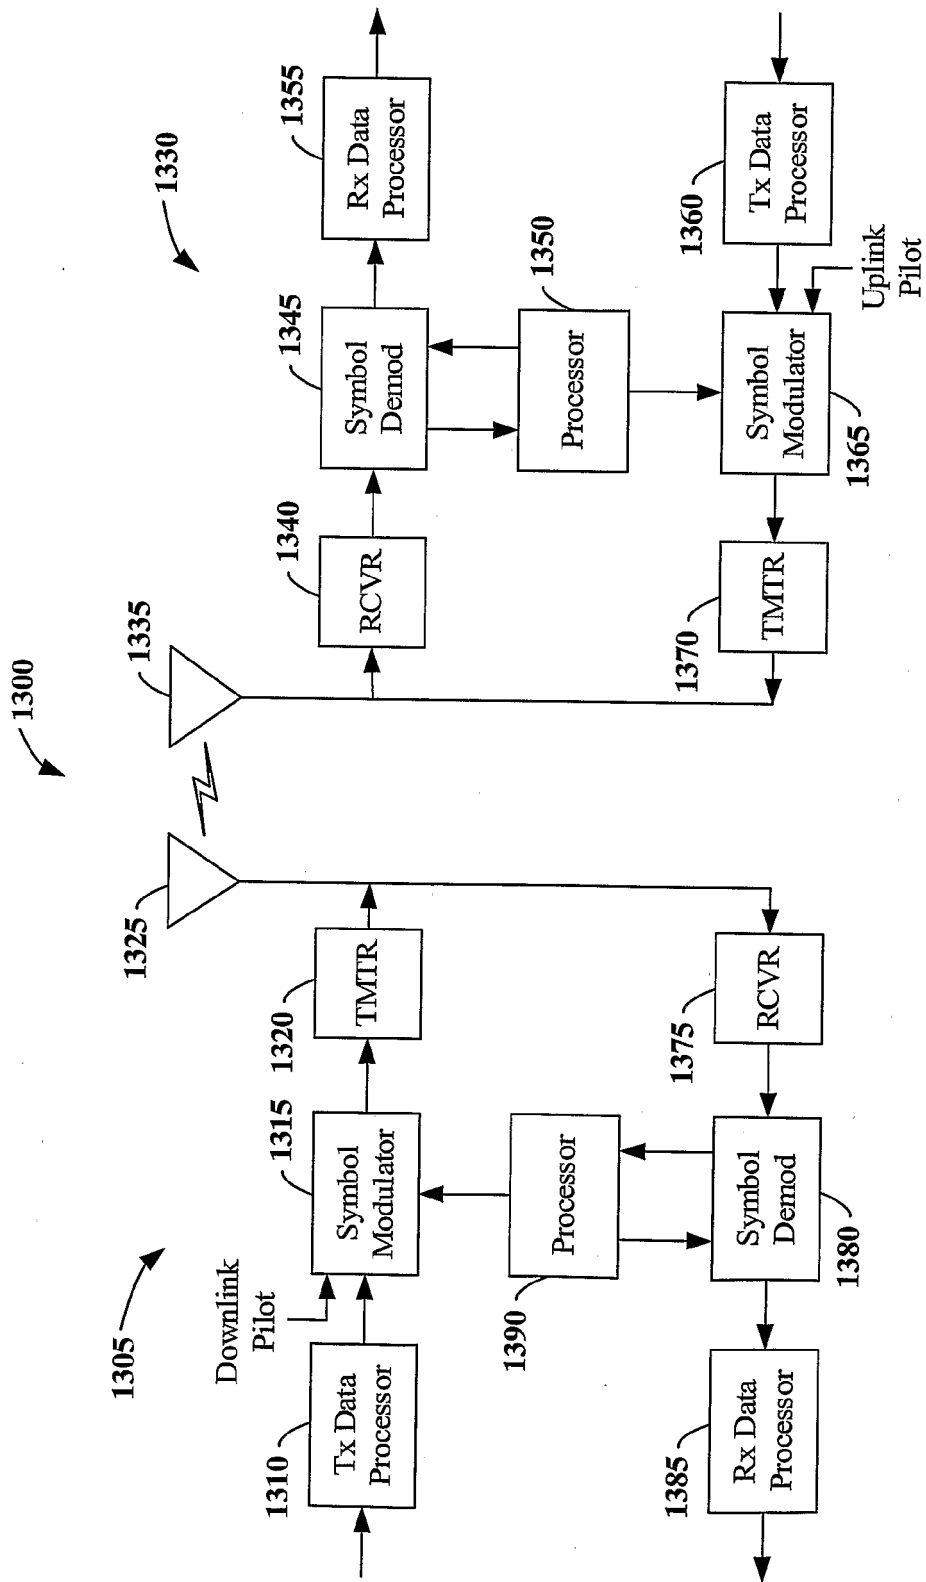 1300
1305
1330
1325
1335
Downlink
Pilot
1310
Tx Data
Processor
1315
Symbol
Modulator
1320
TMTR
1340
RCVR
1345
Symbol
Demod
1355
Rx Data
Processor
1390
Processor
1350
Processor
1385
Rx Data
Processor
1380
Symbol
Demod
1375
RCVR
1370
TMTR
1365
Symbol
Modulator
1360
Tx Data
Processor
Uplink
Pilot